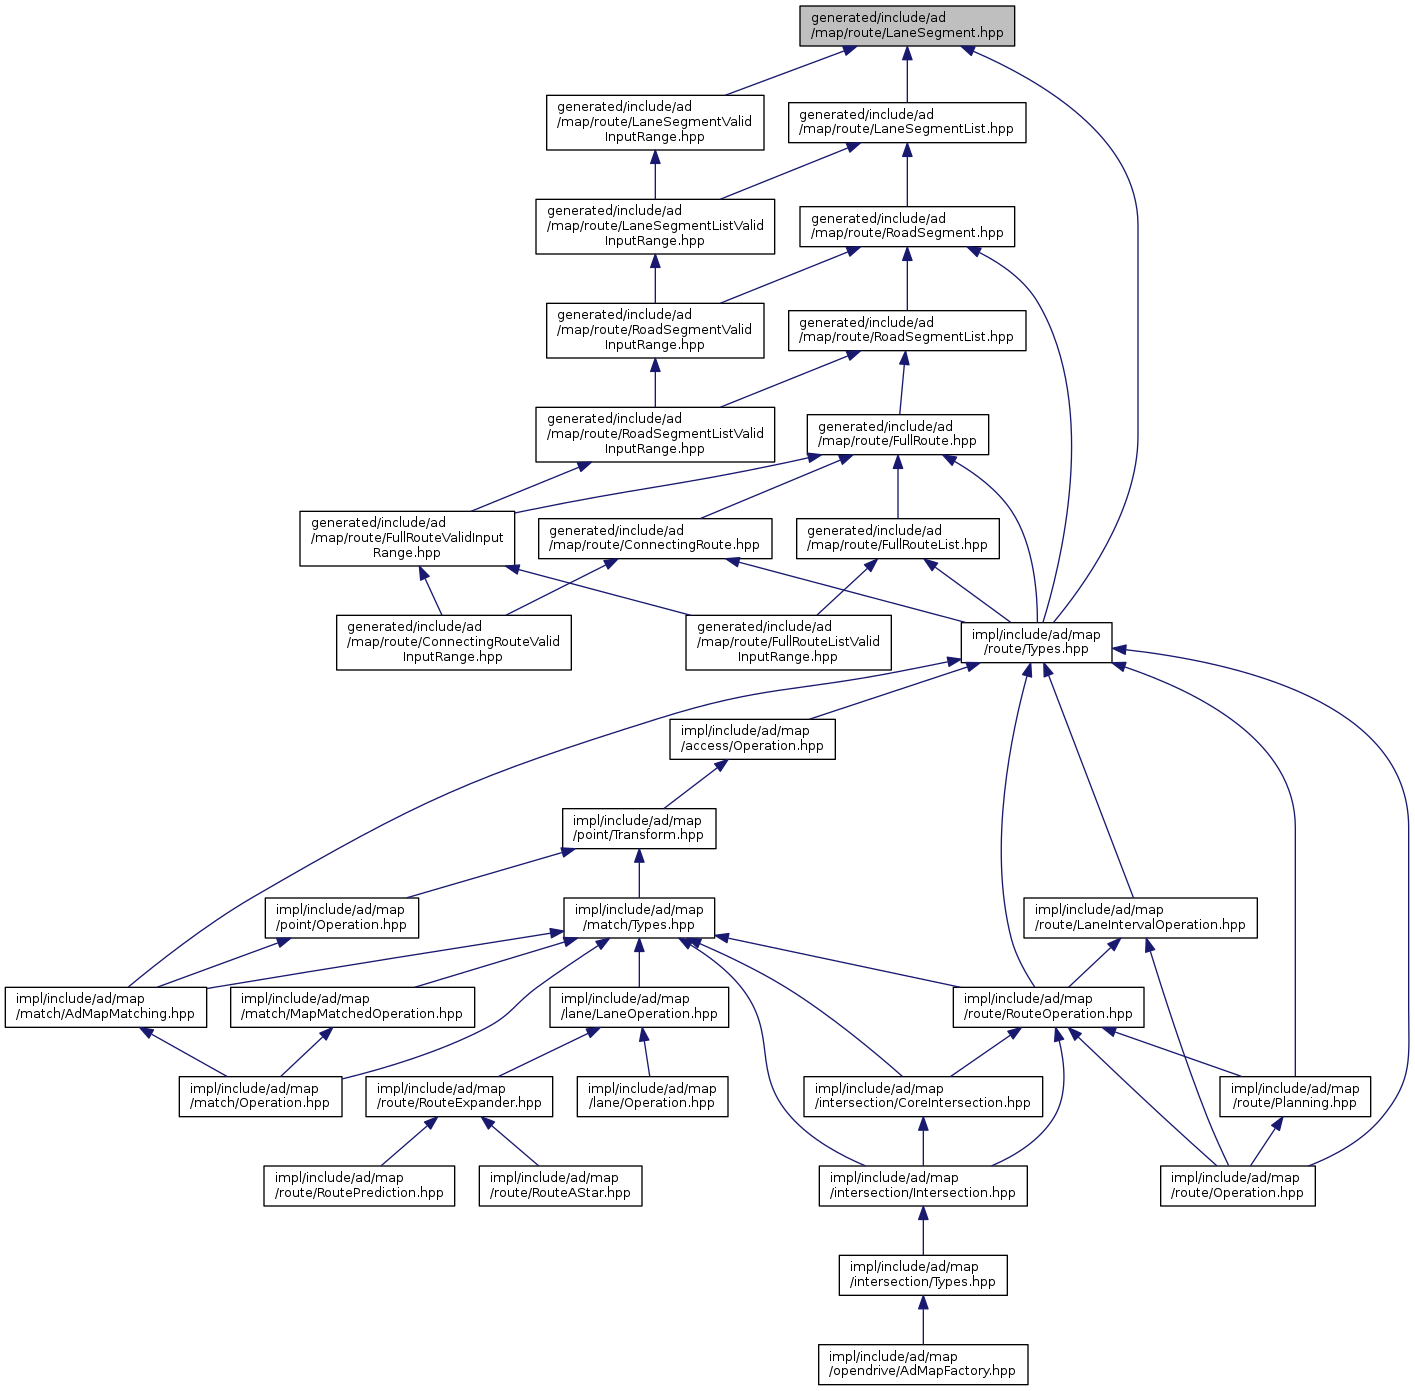 generated/include/ad
/map/route/LaneSegment.hpp
generated/include/ad
/map/route/LaneSegmentValid
InputRange.hpp
generated/include/ad
/map/route/LaneSegmentList.hpp
generated/include/ad
/map/route/LaneSegmentListValid
InputRange.hpp
generated/include/ad
/map/route/RoadSegment.hpp
generated/include/ad
/map/route/RoadSegmentValid
InputRange.hpp
generated/include/ad
/map/route/RoadSegmentList.hpp
generated/include/ad
/map/route/RoadSegmentListValid
InputRange.hpp
generated/include/ad
/map/route/FullRoute.hpp
generated/include/ad
/map/route/FullRouteValidInput
Range.hpp
generated/include/ad
/map/route/ConnectingRoute.hpp
generated/include/ad
/map/route/FullRouteList.hpp
generated/include/ad
/map/route/ConnectingRouteValid
InputRange.hpp
generated/include/ad
/map/route/FullRouteListValid
InputRange.hpp
impl/include/ad/map
/route/Types.hpp
impl/include/ad/map
/access/Operation.hpp
impl/include/ad/map
/point/Transform.hpp
impl/include/ad/map
/point/Operation.hpp
impl/include/ad/map
/match/Types.hpp
impl/include/ad/map
/route/LaneIntervalOperation.hpp
impl/include/ad/map
/match/AdMapMatching.hpp
impl/include/ad/map
/match/MapMatchedOperation.hpp
impl/include/ad/map
/lane/LaneOperation.hpp
impl/include/ad/map
/route/RouteOperation.hpp
impl/include/ad/map
/match/Operation.hpp
impl/include/ad/map
/route/RouteExpander.hpp
impl/include/ad/map
/lane/Operation.hpp
impl/include/ad/map
/intersection/CoreIntersection.hpp
impl/include/ad/map
/route/Planning.hpp
impl/include/ad/map
/route/RoutePrediction.hpp
impl/include/ad/map
/route/RouteAStar.hpp
impl/include/ad/map
/intersection/Intersection.hpp
impl/include/ad/map
/route/Operation.hpp
impl/include/ad/map
/intersection/Types.hpp
impl/include/ad/map
/opendrive/AdMapFactory.hpp